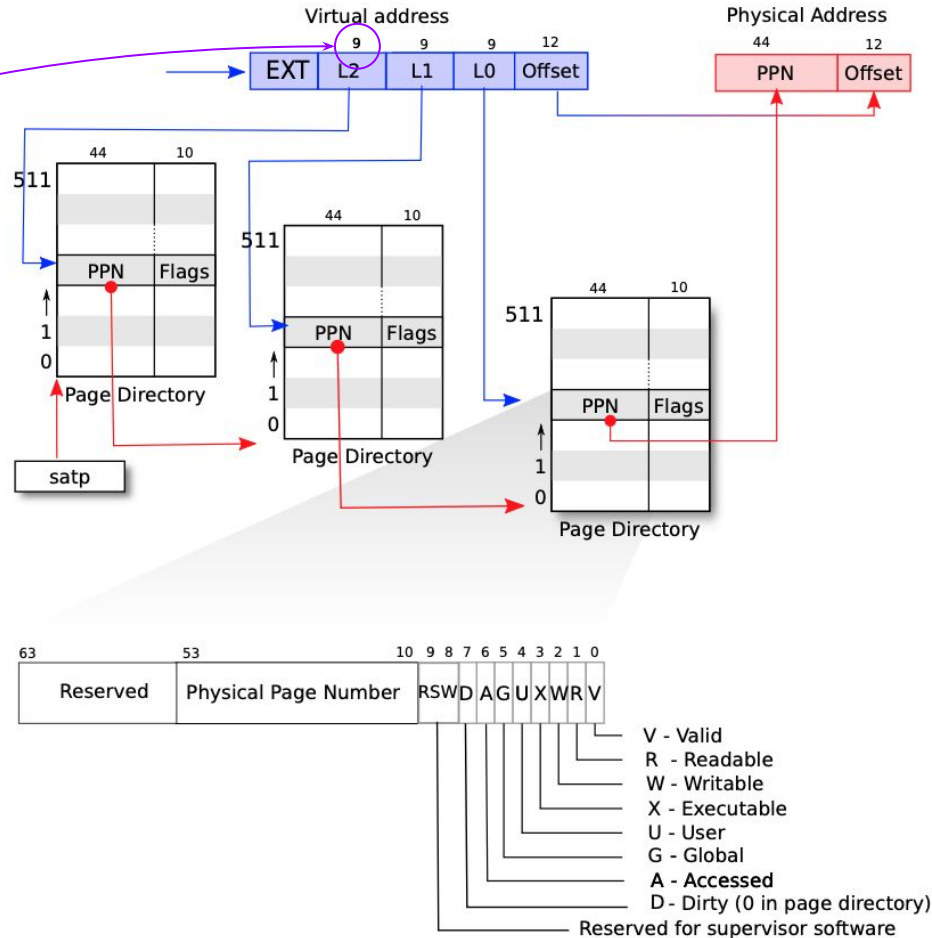 Virtual address
Physical Address
9 9 9 12
44 12
EXT L2 L1 L0 Offset
PPN Offset
44 10
511
PPN Flags
1
0
Page Directory
satp
44 10
511
PPN Flags
1
0
Page Directory
44 10
511
PPN Flags
1
0
Page Directory
63 53 10 9 8 7 6 5 4 3 2 1 0
Reserved Physical Page Number RSW D A G U X W R V
V - Valid
R - Readable
W - Writable
X - Executable
U - User
G - Global
A - Accessed
D - Dirty (0 in page directory)
Reserved for supervisor software